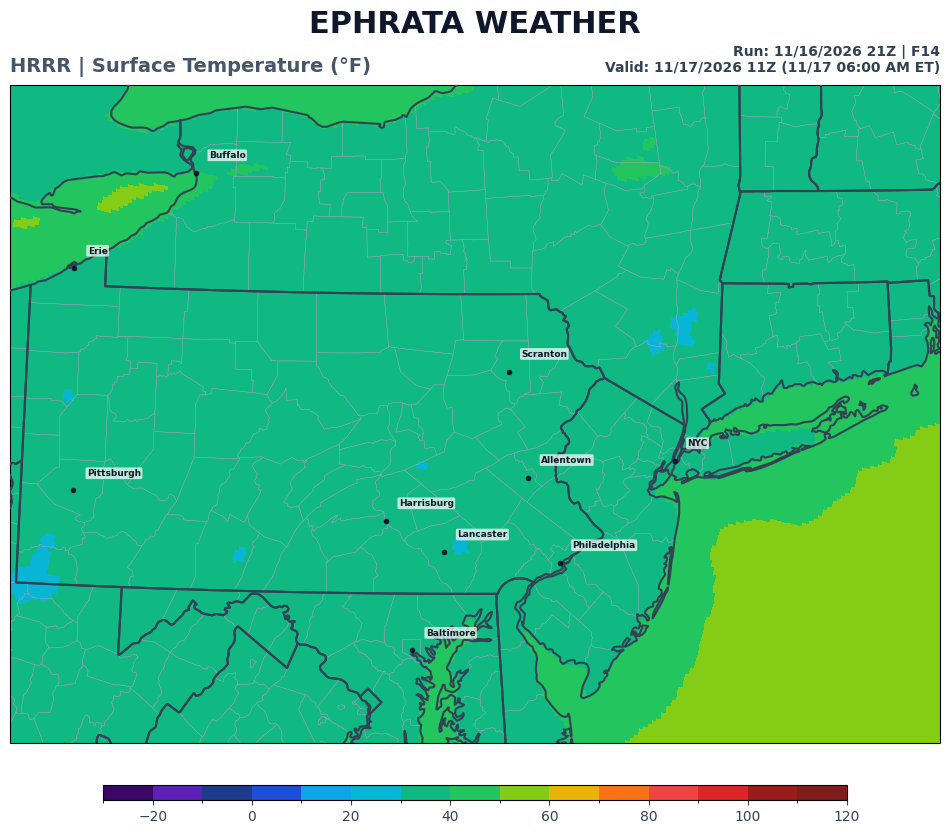 EPHRATA WEATHER
HRRR | Surface Temperature (°F)
Run: 11/16/2026 21Z | F14
Valid: 11/17/2026 11Z (11/17 06:00 AM ET)
Buffalo
Erie
Scranton
NYC
Allentown
Pittsburgh
Harrisburg
Lancaster
Philadelphia
Baltimore
−20 0 20 40 60 80 100 120